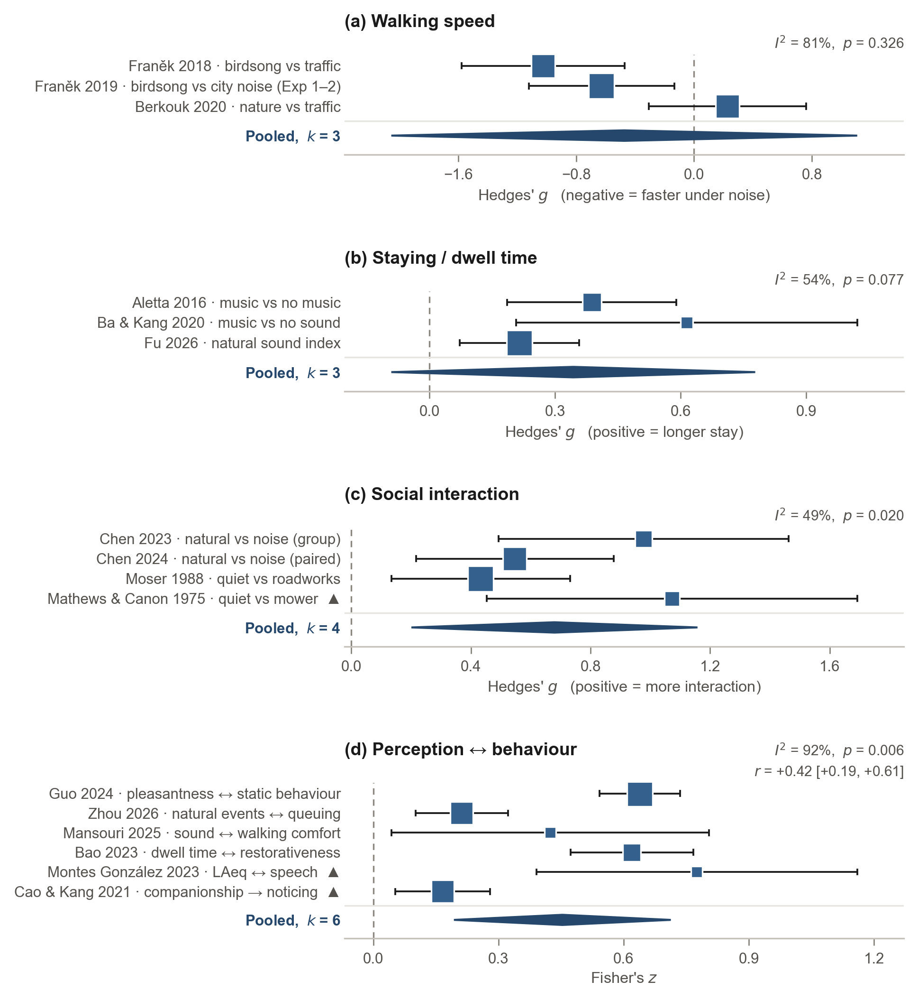 (a) Walking speed
I² = 81%, p = 0.326
Franěk 2018 · birdsong vs traffic
Franěk 2019 · birdsong vs city noise (Exp 1–2)
Berkouk 2020 · nature vs traffic
Pooled, k = 3
−1.6 −0.8 0.0 0.8
Hedges' g (negative = faster under noise)
(b) Staying / dwell time
I² = 54%, p = 0.077
Aletta 2016 · music vs no music
Ba & Kang 2020 · music vs no sound
Fu 2026 · natural sound index
Pooled, k = 3
0.0 0.3 0.6 0.9
Hedges' g (positive = longer stay)
(c) Social interaction
I² = 49%, p = 0.020
Chen 2023 · natural vs noise (group)
Chen 2024 · natural vs noise (paired)
Moser 1988 · quiet vs roadworks
Mathews & Canon 1975 · quiet vs mower ▲
Pooled, k = 4
0.0 0.4 0.8 1.2 1.6
Hedges' g (positive = more interaction)
(d) Perception ↔ behaviour
I² = 92%, p = 0.006
r = +0.42 [+0.19, +0.61]
Guo 2024 · pleasantness ↔ static behaviour
Zhou 2026 · natural events ↔ queuing
Mansouri 2025 · sound ↔ walking comfort
Bao 2023 · dwell time ↔ restorativeness
Montes González 2023 · LAeq ↔ speech ▲
Cao & Kang 2021 · companionship → noticing ▲
Pooled, k = 6
0.0 0.3 0.6 0.9 1.2
Fisher's z